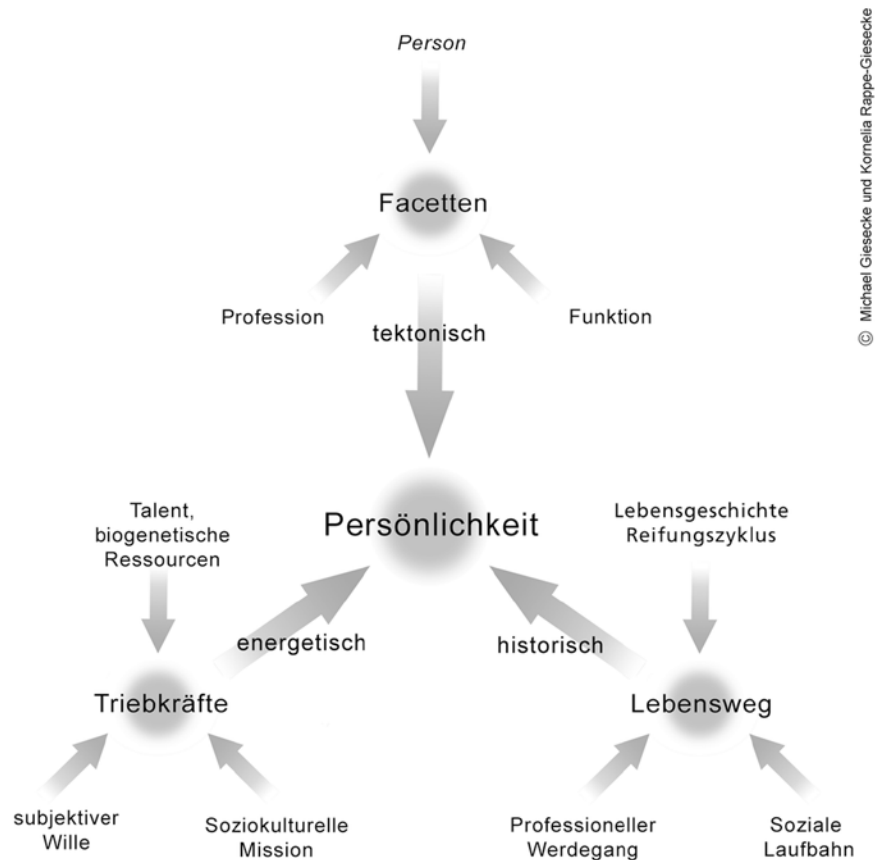 Person
Facetten
Profession
Funktion
tektonisch
Persönlichkeit
Talent,
biogenetische
Ressourcen
Lebensgeschichte
Reifungszyklus
energetisch
historisch
Triebkräfte
Lebensweg
subjektiver
Wille
Soziokulturelle
Mission
Professioneller
Werdegang
Soziale
Laufbahn
© Michael Giesecke und Kornelia Rappe-Giesecke